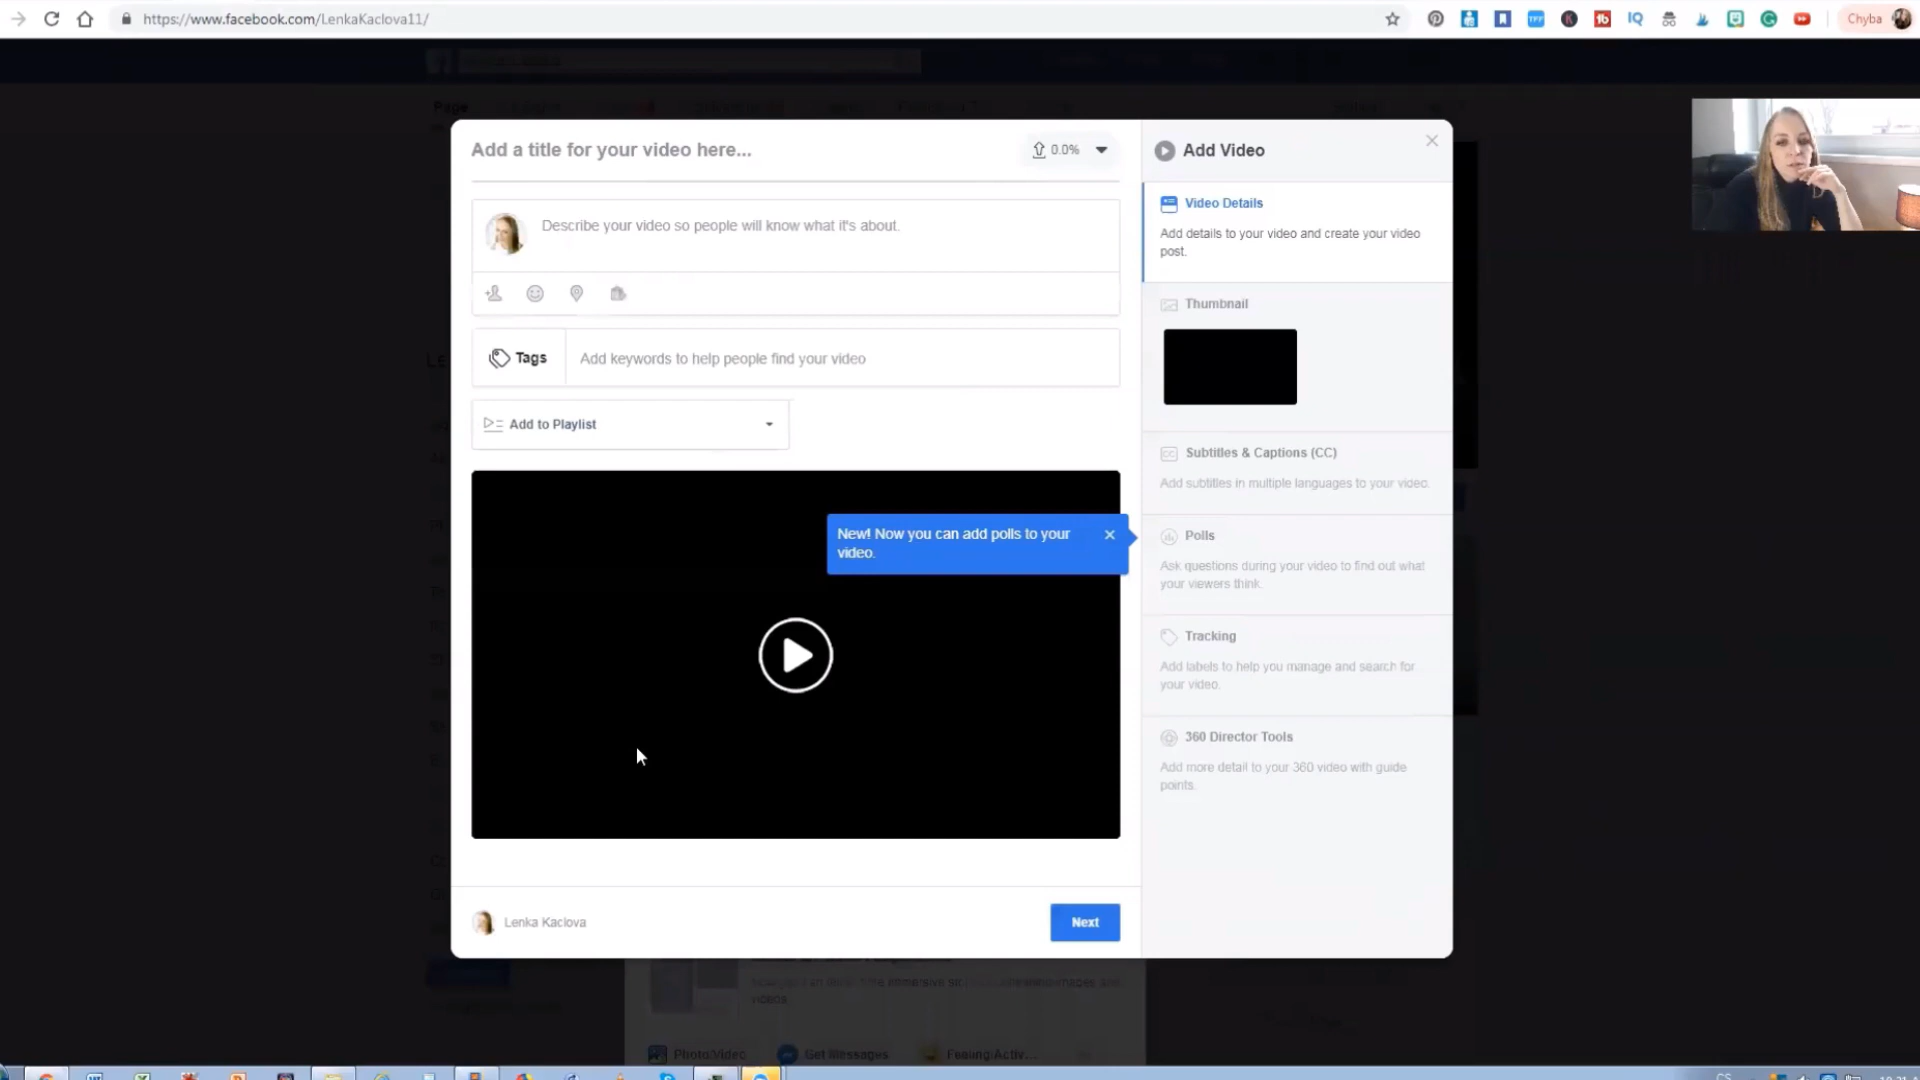 https://www.facebook.com/LenkaKaclova11/
Chyba
Page
Add a title for your video here...
0.0%
Add Video
Describe your video so people will know what it's about.
Video Details
Add details to your video and create your video
post.
Thumbnail
Tags
Add keywords to help people find your video
Add to Playlist
Subtitles & Captions (CC)
Add subtitles in multiple languages to your video.
New! Now you can add polls to your
video.
Polls
Ask questions during your video to find out what
your viewers think.
Tracking
Add labels to help you manage and search for
your video.
360 Director Tools
Add more detail to your 360 video with guide
points.
Lenka Kaclova
Next
videos.
Photo/Video
Get Messages
Feeling/Activ...
CS